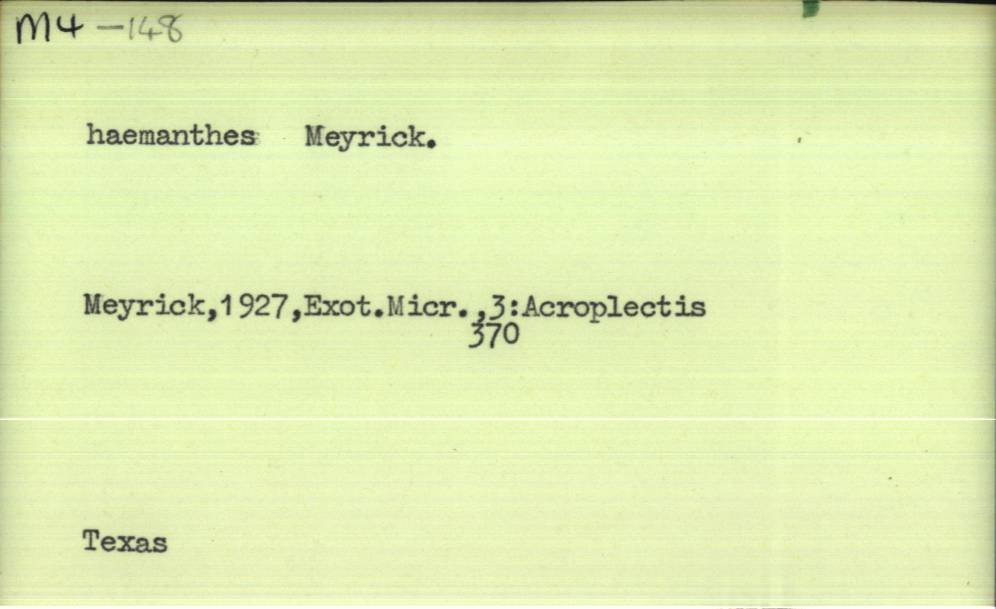 M4 -148
haemanthes Meyrick.
Meyrick,1927,Exot.Micr.,3:Acroplectis
370
Texas